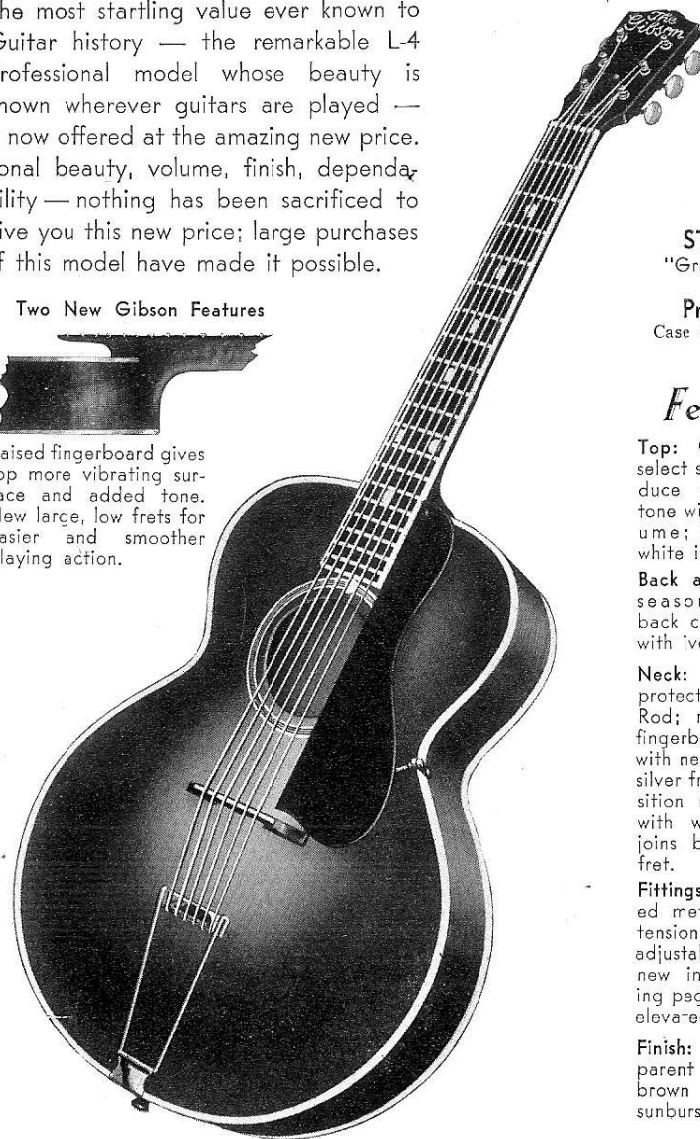 he most startling value ever known to
Guitar history — the remarkable L-4
rofessional model whose beauty is
nown wherever guitars are played —
now offered at the amazing new price.
onal beauty, volume, finish, dependa-
ility — nothing has been sacrificed to
ive you this new price; large purchases
f this model have made it possible.
Two New Gibson Features
aised fingerboard gives
op more vibrating sur-
ace and added tone.
New large, low frets for
asier and smoother
laying action.
The
Gibson
ST
"Gr
Pr
Case
Fe
Top:
select s
duce
tone wi
ume;
white i
Back a
seaso
back c
with 've
Neck:
protect
Rod; r
fingerb
with ne
silver fr
sition
with w
joins b
fret.
Fittings
ed me
tension
adjusta
new in
ing peg
eleva-e
Finish:
parent
brown
sunburs